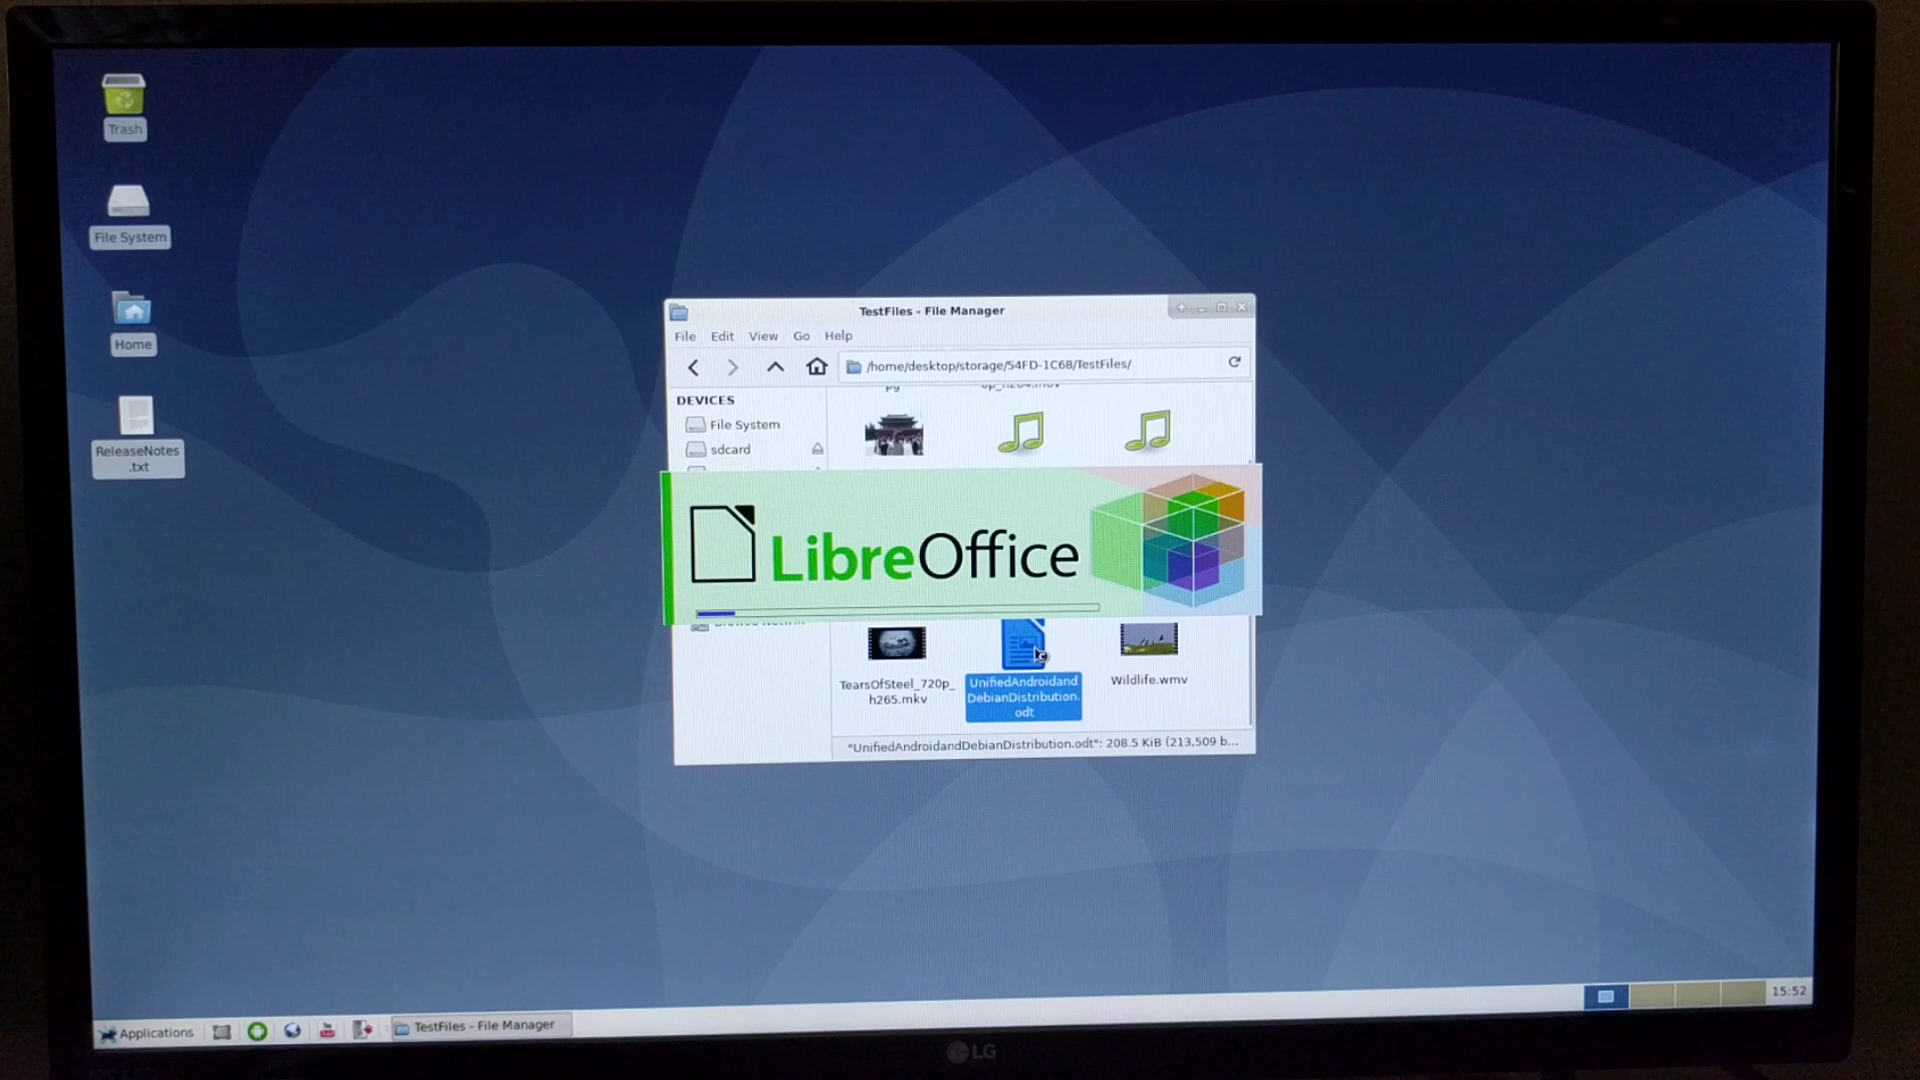 Trash
File System
Home
ReleaseNotes
.txt
TestFiles - File Manager
File Edit View Go Help
/home/desktop/storage/54FD-1C68/TestFiles/
DEVICES
File System
sdcard
LibreOffice
TearsOfSteel_720p_
h265.mkv
UnifiedAndroidand
DebianDistribution.
odt
Wildlife.wmv
"UnifiedAndroidandDebianDistribution.odt": 208.5 KiB (213,509 b...
Applications
TestFiles - File Manager
15:52
LG